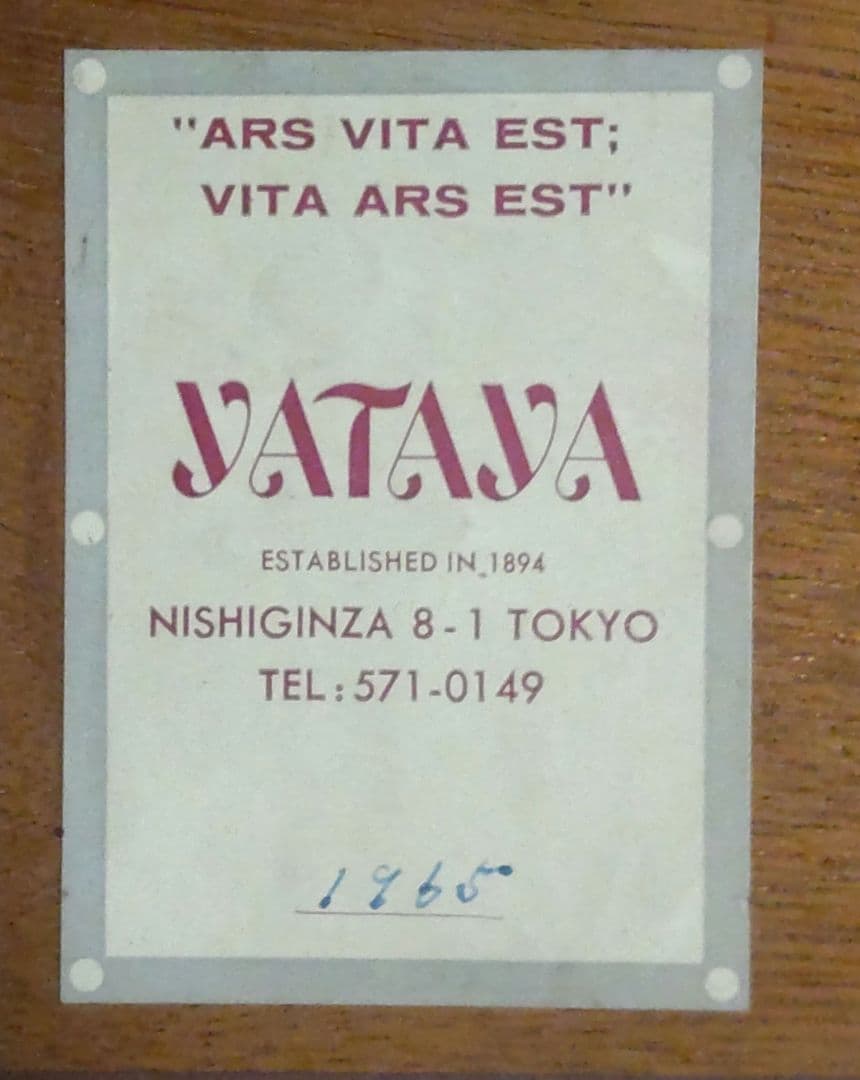 "ARS VITA EST;
VITA ARS EST"
YATAYA
ESTABLISHED IN 1894
NISHIGINZA 8-1 TOKYO
TEL: 571-0149
1965